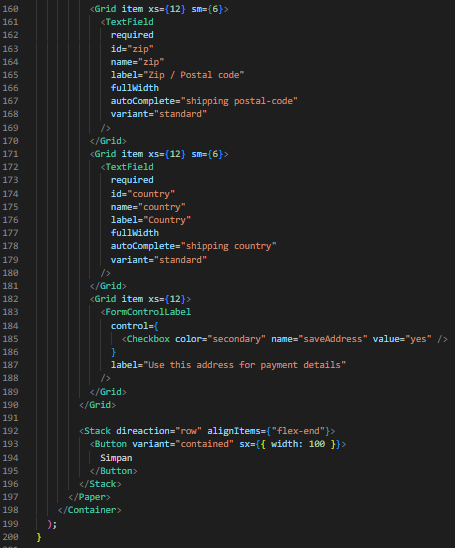 160 <Grid item xs={12} sm={6}>
161 <TextField
162 required
163 id="zip"
164 name="zip"
165 label="Zip / Postal code"
166 fullWidth
167 autoComplete="shipping postal-code"
168 variant="standard"
169 />
170 </Grid>
171 <Grid item xs={12} sm={6}>
172 <TextField
173 required
174 id="country"
175 name="country"
176 label="Country"
177 fullWidth
178 autoComplete="shipping country"
179 variant="standard"
180 />
181 </Grid>
182 <Grid item xs={12}>
183 <FormControlLabel
184 control={
185 <Checkbox color="secondary" name="saveAddress" value="yes" />
186 }
187 label="Use this address for payment details"
188 />
189 </Grid>
190 </Grid>
191
192 <Stack direaction="row" alignItems={"flex-end"}>
193 <Button variant="contained" sx={{ width: 100 }}>
194 Simpan
195 </Button>
196 </Stack>
197 </Paper>
198 </Container>
199 );
200 }